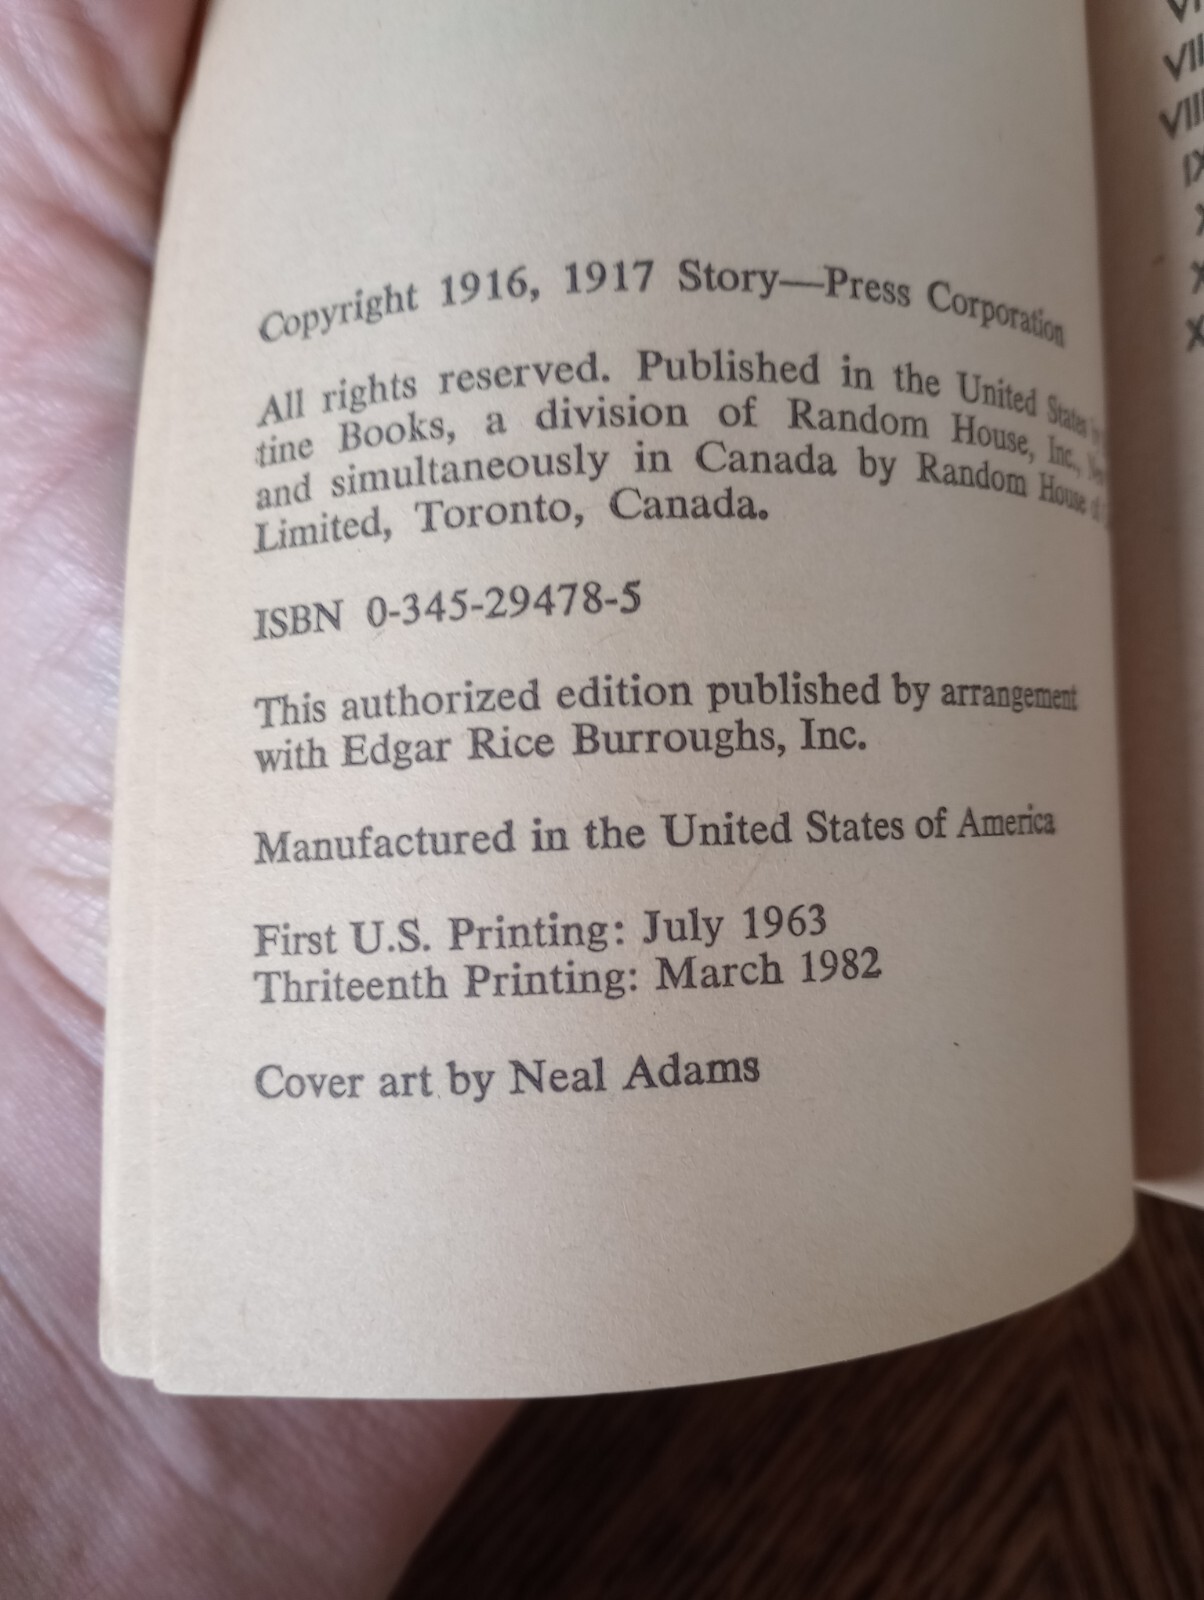 Copyright 1916, 1917 Story—Press Corporation
All rights reserved. Published in the United States
tine Books, a division of Random House, Inc.,
and simultaneously in Canada by Random House of
Limited, Toronto, Canada.
ISBN 0-345-29478-5
This authorized edition published by arrangement
with Edgar Rice Burroughs, Inc.
Manufactured in the United States of America
First U.S. Printing: July 1963
Thriteenth Printing: March 1982
Cover art by Neal Adams